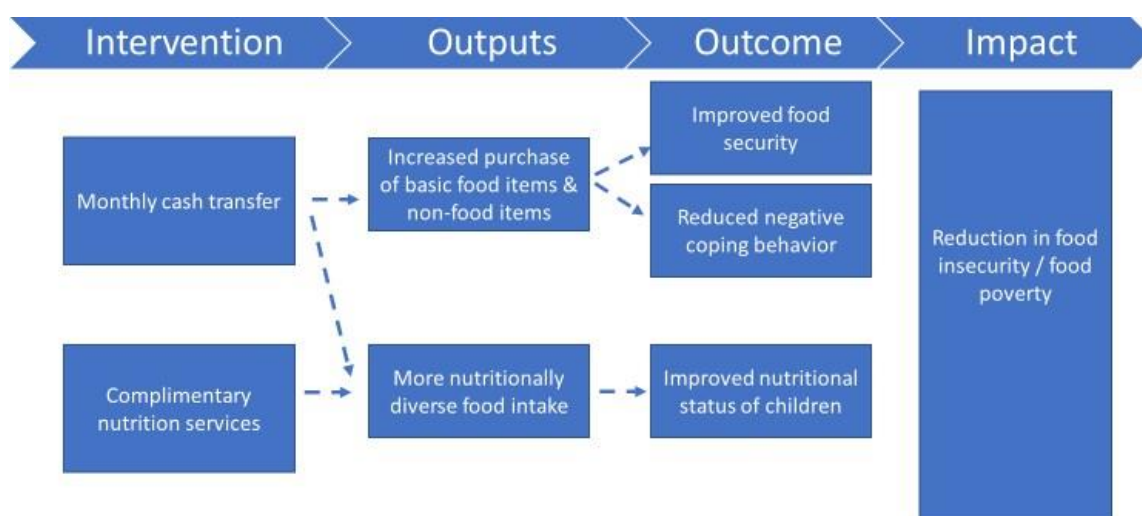 Intervention
Outputs
Outcome
Impact
Monthly cash transfer
Complimentary
nutrition services
Increased purchase
of basic food items &
non-food items
More nutritionally
diverse food intake
Improved food
security
Reduced negative
coping behavior
Improved nutritional
status of children
Reduction in food
insecurity / food
poverty